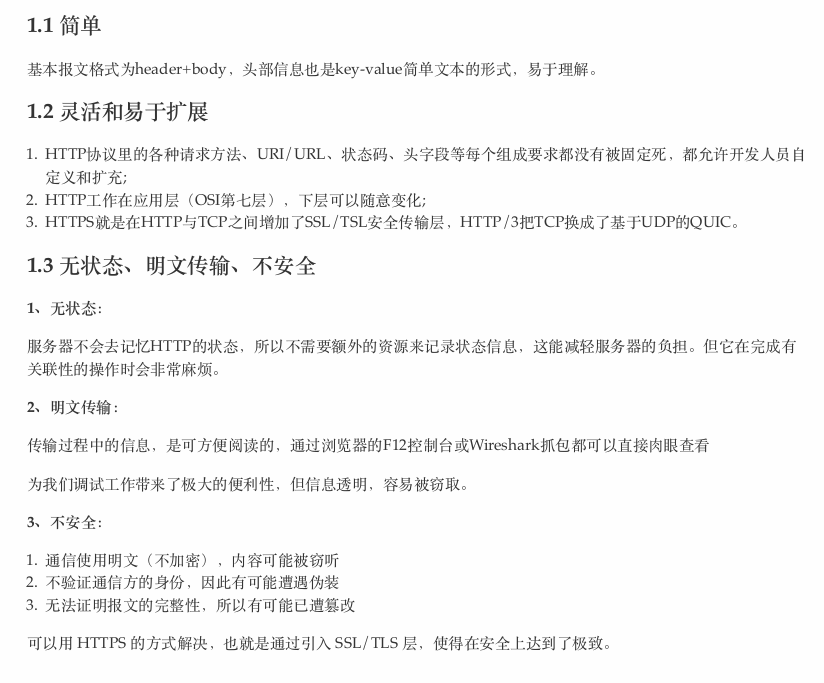 1.1 简单
基本报文格式为header+body，头部信息也是key-value简单文本的形式，易于理解。
1.2 灵活和易于扩展
1. HTTP协议里的各种请求方法、URI/URL、状态码、头字段等每个组成要求都没有被固定死，都允许开发人员自
定义和扩充;
2. HTTP工作在应用层（OSI第七层），下层可以随意变化;
3. HTTPS就是在HTTP与TCP之间增加了SSL/TSL安全传输层，HTTP/3把TCP换成了基于UDP的QUIC。
1.3 无状态、明文传输、不安全
1、无状态：
服务器不会去记忆HTTP的状态，所以不需要额外的资源来记录状态信息，这能减轻服务器的负担。但它在完成有
关联性的操作时会非常麻烦。
2、明文传输：
传输过程中的信息，是可方便阅读的，通过浏览器的F12控制台或Wireshark抓包都可以直接肉眼查看
为我们调试工作带来了极大的便利性，但信息透明，容易被窃取。
3、不安全：
1. 通信使用明文（不加密），内容可能被窃听
2. 不验证通信方的身份，因此有可能遭遇伪装
3. 无法证明报文的完整性，所以有可能已遭篡改
可以用 HTTPS 的方式解决，也就是通过引入 SSL/TLS 层，使得在安全上达到了极致。